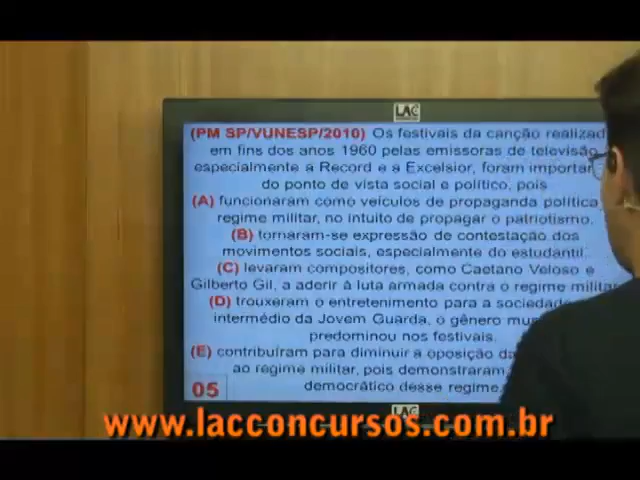 LAC
(PM SP/VUNESP/2010) Os festivais da canção realizad
em fins dos anos 1960 pelas emissoras de televisão,
especialmente a Record e a Excelsior, foram importan
do ponto de vista social e político, pois
(A) funcionaram como veículos de propaganda política
regime militar, no intuito de propagar o patriotismo.
(B) tornaram-se expressão de contestação dos
movimentos sociais, especialmente do estudantil.
(C) levaram compositores, como Caetano Veloso e
Gilberto Gil, a aderir à luta armada contra o regime militar.
(D) trouxeram o entretenimento para a sociedade
intermédio da Jovem Guarda, o gênero mus
predominou nos festivais.
(E) contribuíram para diminuir a oposição da
ao regime militar, pois demonstraram
democrático desse regime.
05
LAC
www.lacconcursos.com.br